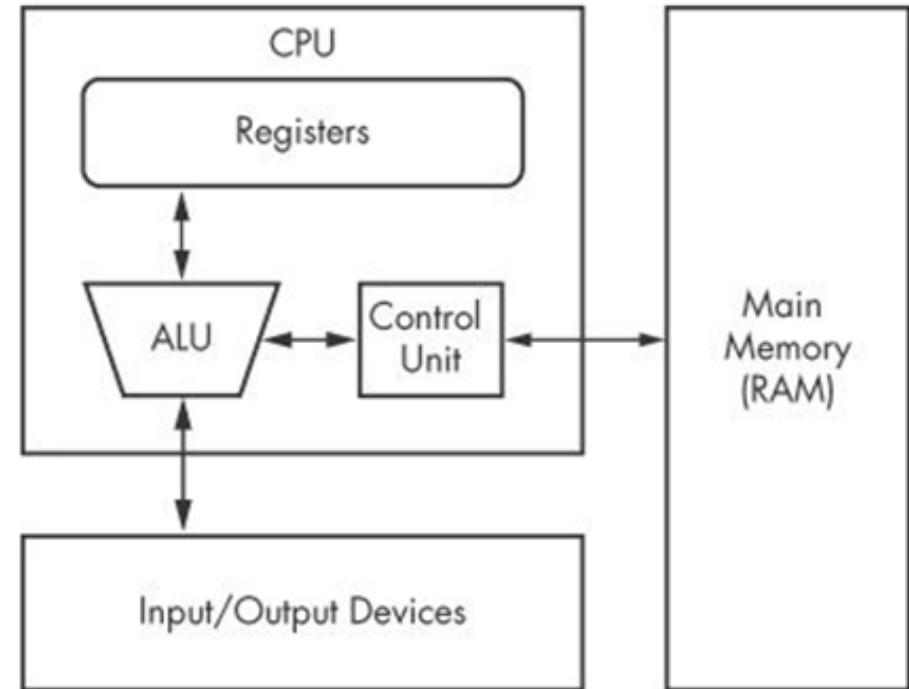 CPU
Registers
ALU
Control
Unit
Main
Memory
(RAM)
Input/Output Devices